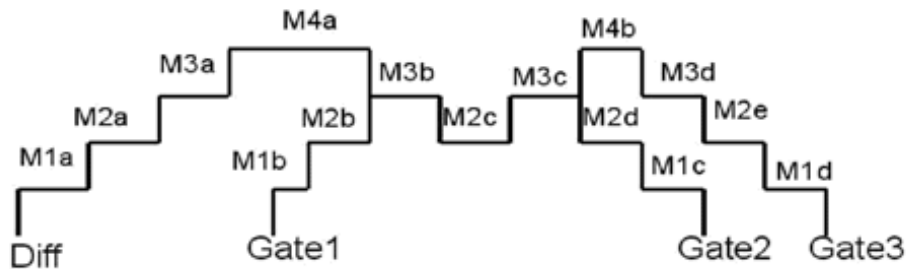 M4a M4b
M3a M3b M3c M3d
M2a M2b M2c M2d M2e
M1a M1b M1c M1d
Diff Gate1 Gate2 Gate3